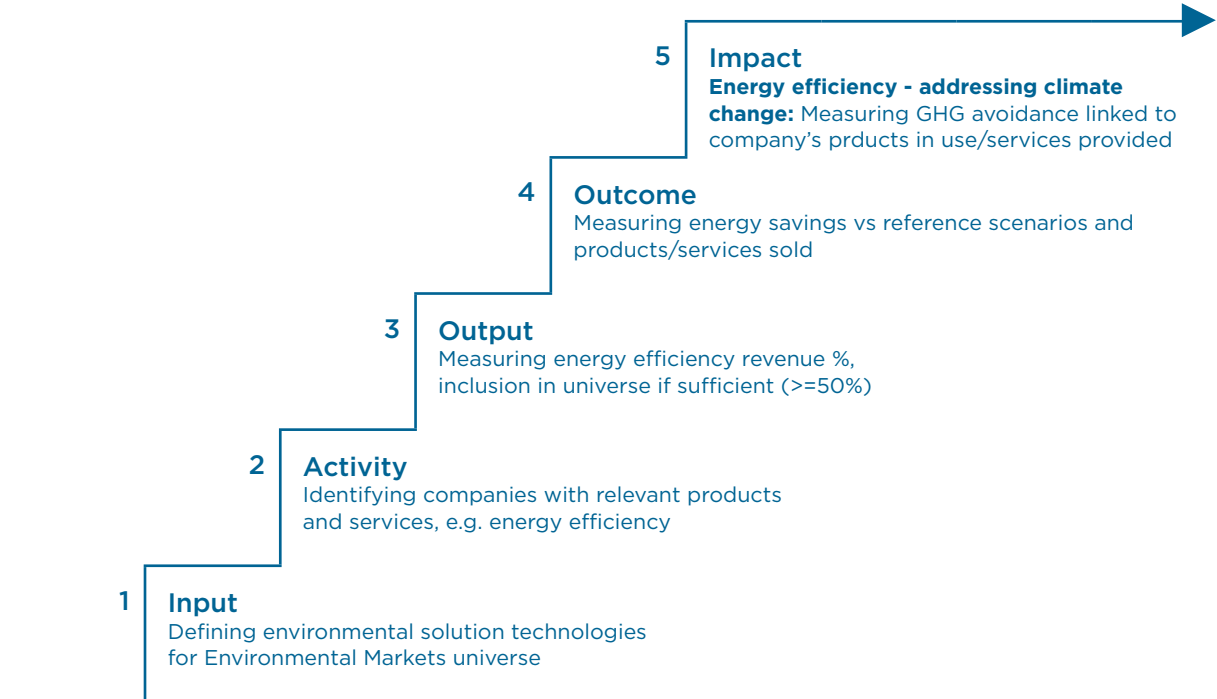 5
Impact
Energy efficiency - addressing climate
change: Measuring GHG avoidance linked to
company's prducts in use/services provided
4
Outcome
Measuring energy savings vs reference scenarios and
products/services sold
3
Output
Measuring energy efficiency revenue %,
inclusion in universe if sufficient (>=50%)
2
Activity
Identifying companies with relevant products
and services, e.g. energy efficiency
1
Input
Defining environmental solution technologies
for Environmental Markets universe